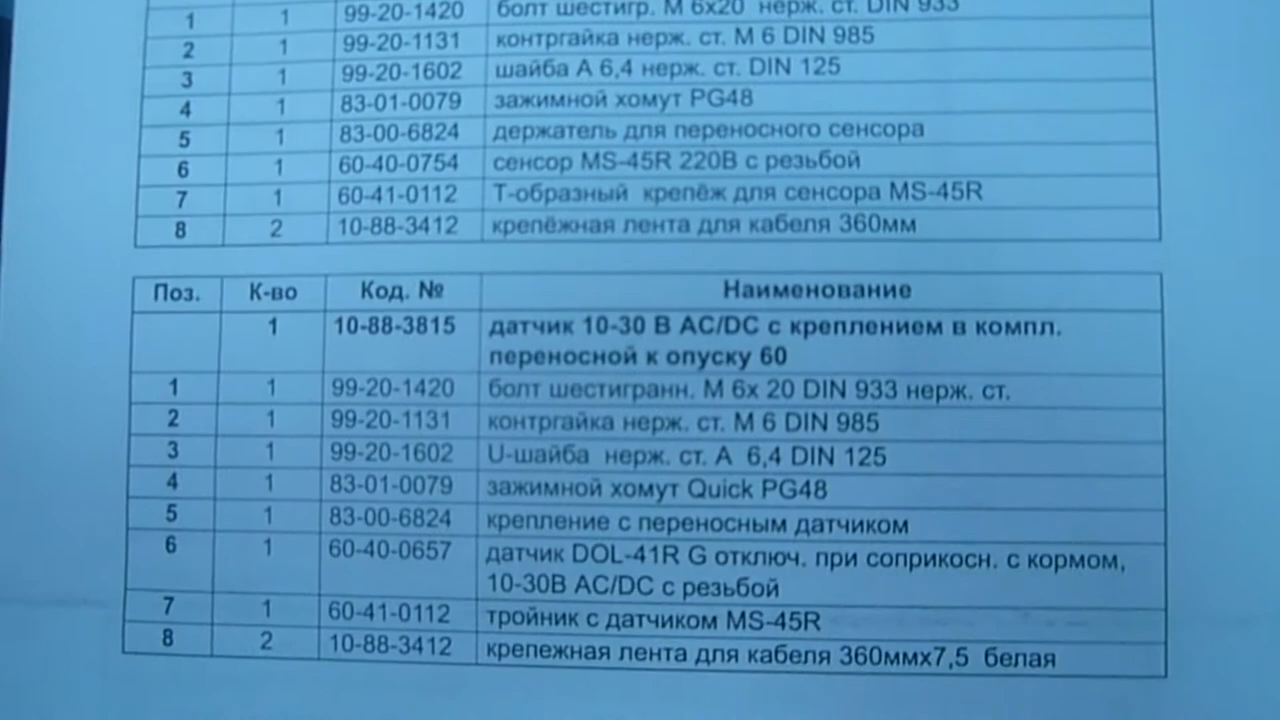 1 1 99-20-1420 болт шестигр. М 6х20 нерж. ст. DIN 933
2 1 99-20-1131 контргайка нерж. ст. М 6 DIN 985
3 1 99-20-1602 шайба А 6,4 нерж. ст. DIN 125
4 1 83-01-0079 зажимной хомут PG48
5 1 83-00-6824 держатель для переносного сенсора
6 1 60-40-0754 сенсор MS-45R 220В с резьбой
7 1 60-41-0112 Т-образный крепёж для сенсора MS-45R
8 2 10-88-3412 крепёжная лента для кабеля 360мм
Поз. К-во Код. № Наименование
1 10-88-3815 датчик 10-30 В AC/DC с креплением в компл.
переносной к опуску 60
1 1 99-20-1420 болт шестигранн. М 6х 20 DIN 933 нерж. ст.
2 1 99-20-1131 контргайка нерж. ст. М 6 DIN 985
3 1 99-20-1602 U-шайба нерж. ст. А 6,4 DIN 125
4 1 83-01-0079 зажимной хомут Quick PG48
5 1 83-00-6824 крепление с переносным датчиком
6 1 60-40-0657 датчик DOL-41R G отключ. при соприкосн. с кормом,
10-30В AC/DC с резьбой
7 1 60-41-0112 тройник с датчиком MS-45R
8 2 10-88-3412 крепежная лента для кабеля 360ммх7,5 белая